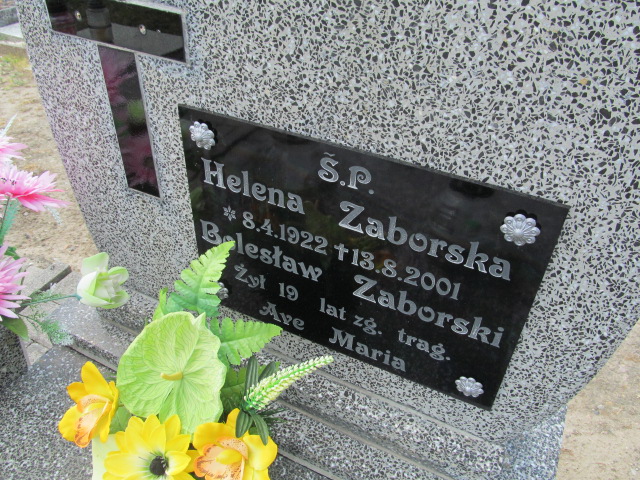 Ś.P.
Helena Zaborska
* 8.4.1922 † 13.8.2001
Bolesław Zaborski
Żył 19 lat zg. trag.
Ave Maria